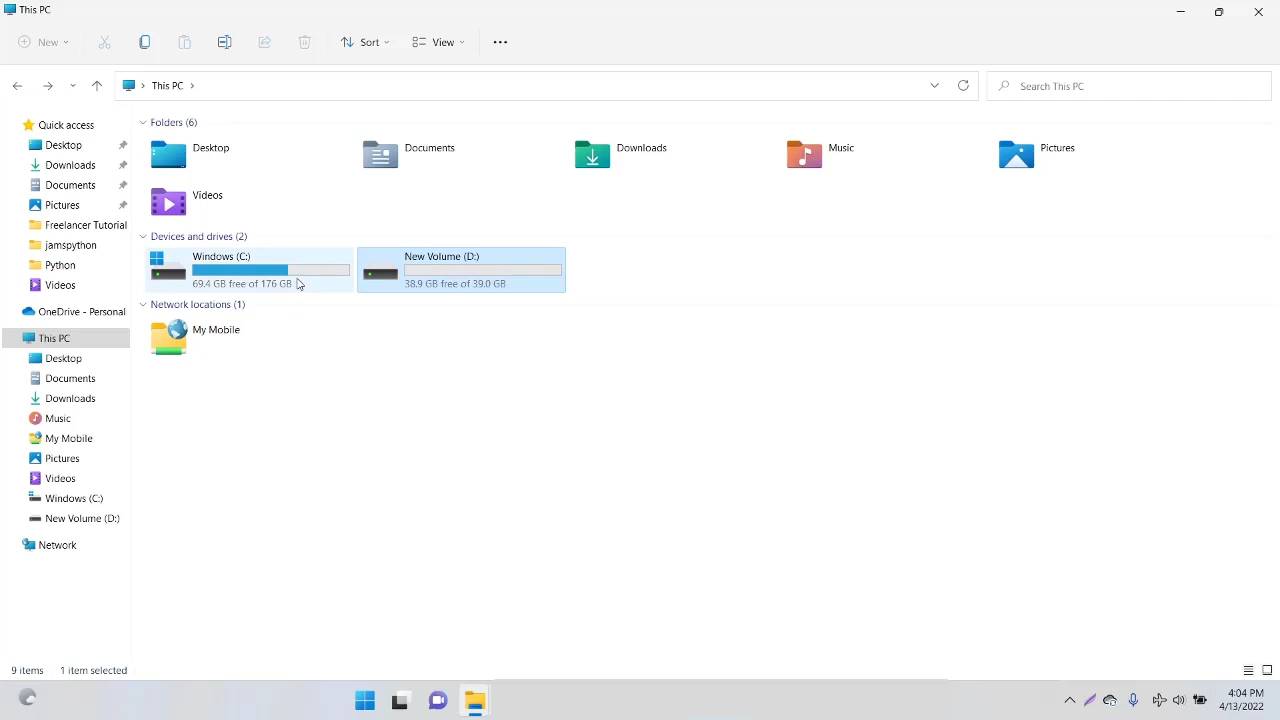 This PC
New
Sort
View
This PC
Search This PC
Quick access
Desktop
Downloads
Documents
Pictures
Freelancer Tutorial
jamspython
Python
Videos
OneDrive - Personal
This PC
Desktop
Documents
Downloads
Music
My Mobile
Pictures
Videos
Windows (C:)
New Volume (D:)
Network
Folders (6)
Desktop
Documents
Downloads
Music
Pictures
Videos
Devices and drives (2)
Windows (C:)
69.4 GB free of 176 GB
New Volume (D:)
38.9 GB free of 39.0 GB
Network locations (1)
My Mobile
9 items
1 item selected
4:04 PM
4/13/2022